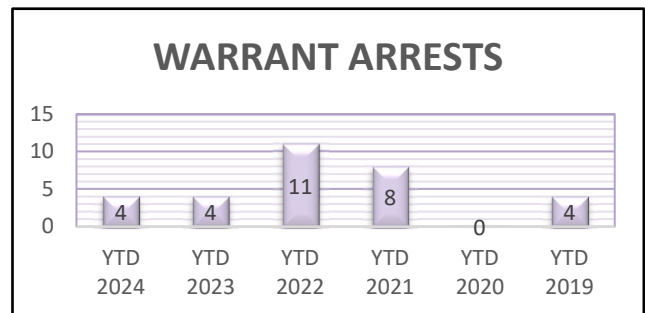 WARRANT ARRESTS
15
10
5
0
4 4 11 8 0 4
YTD YTD YTD YTD YTD YTD
2024 2023 2022 2021 2020 2019